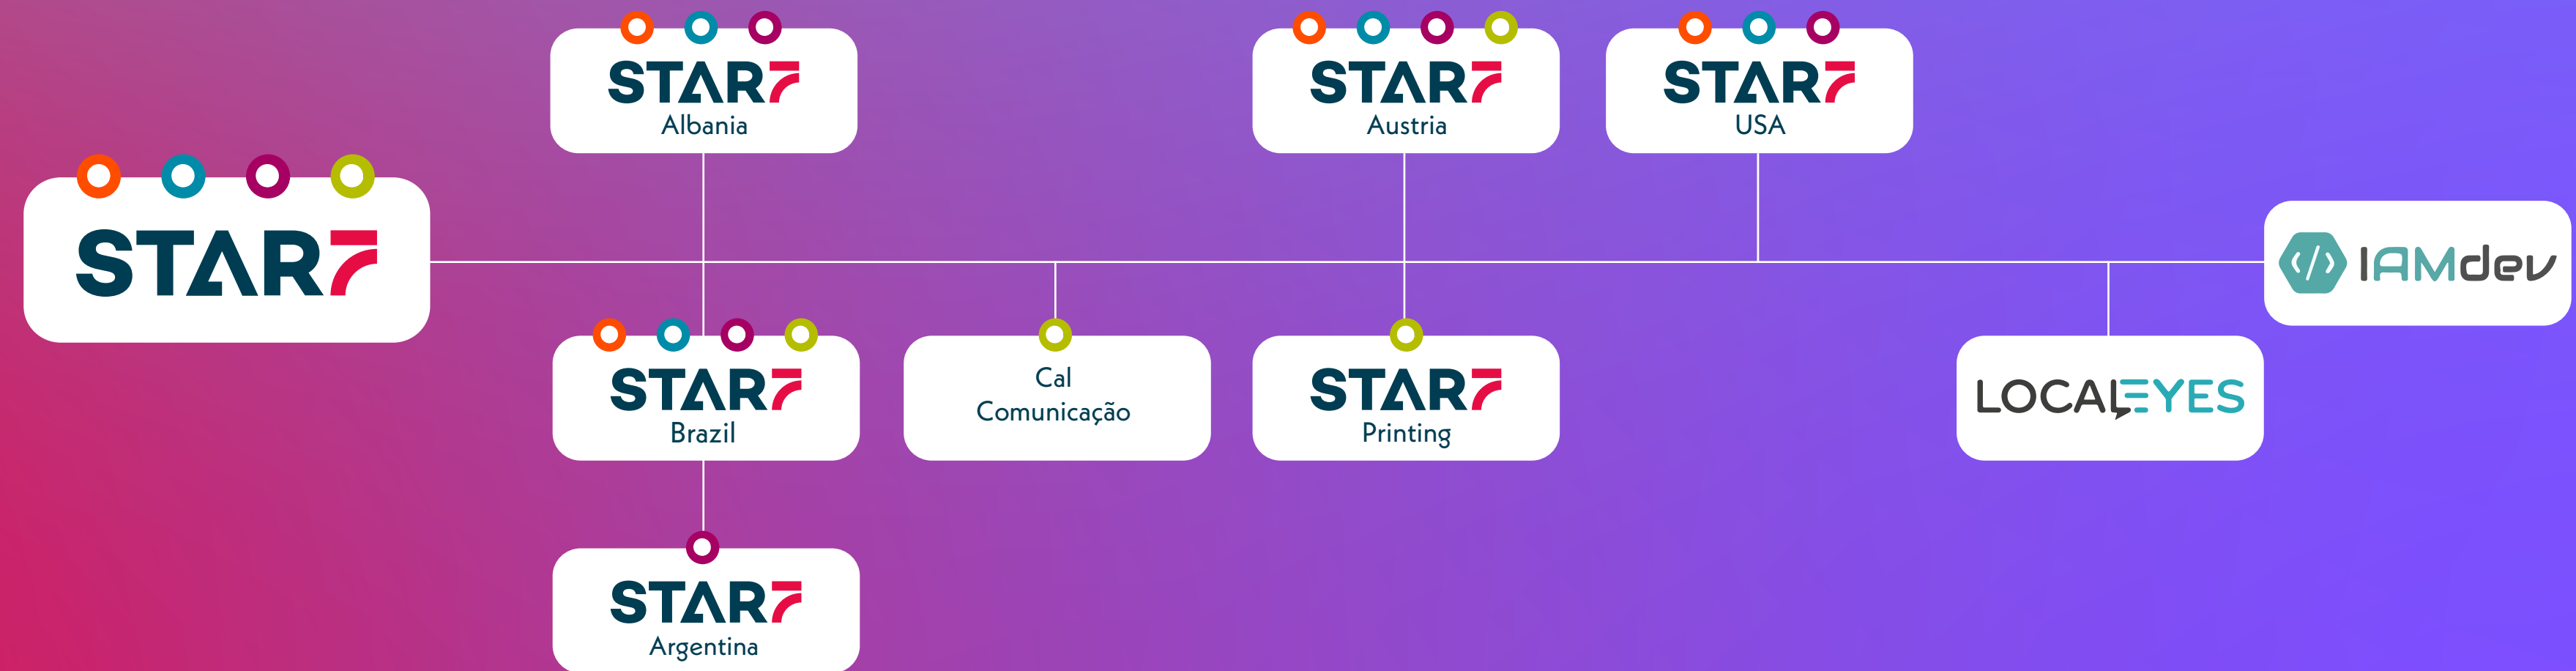 STAR7
Albania
STAR7
Austria
STAR7
USA
STAR7
IAMdev
STAR7
Brazil
Cal
Comunicação
STAR7
Printing
LOCALEYES
STAR7
Argentina